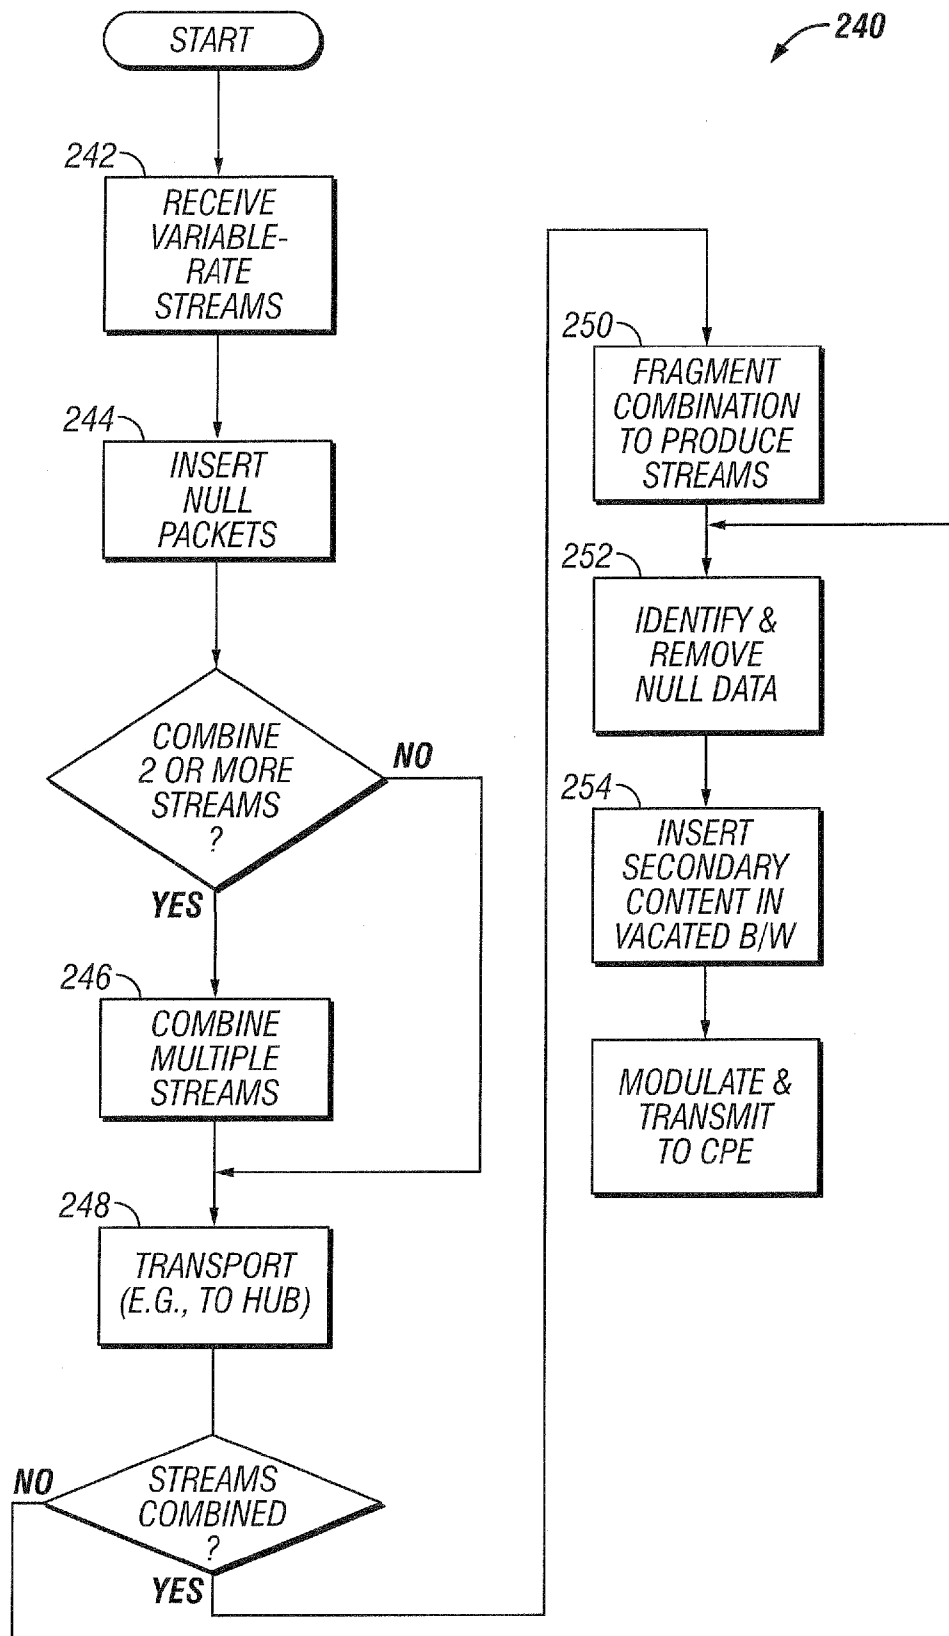 240
START
242
RECEIVE
VARIABLE-
RATE
STREAMS
244
INSERT
NULL
PACKETS
COMBINE
2 OR MORE
STREAMS
?
NO
YES
246
COMBINE
MULTIPLE
STREAMS
248
TRANSPORT
(E.G., TO HUB)
STREAMS
COMBINED
?
NO
YES
250
FRAGMENT
COMBINATION
TO PRODUCE
STREAMS
252
IDENTIFY &
REMOVE
NULL DATA
254
INSERT
SECONDARY
CONTENT IN
VACATED B/W
MODULATE &
TRANSMIT
TO CPE